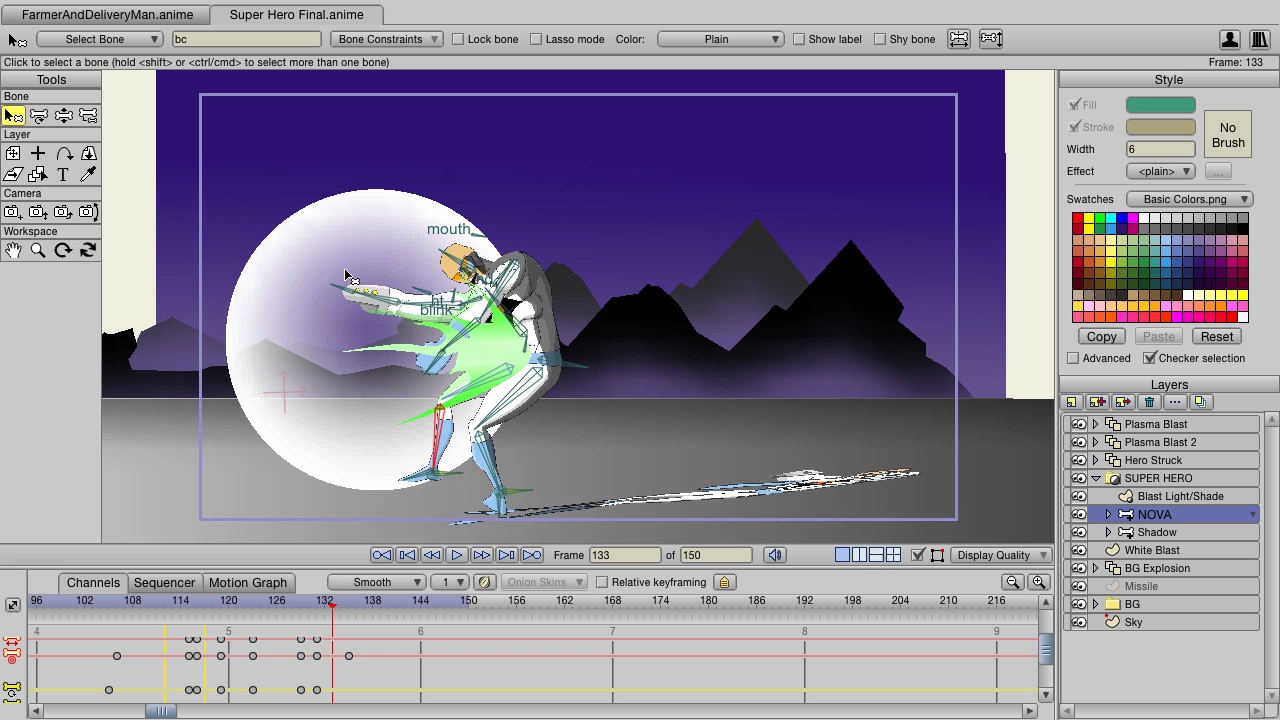 FarmerAndDeliveryMan.anime
Super Hero Final.anime
Select Bone
bc
Bone Constraints
Lock bone
Lasso mode
Color:
Plain
Show label
Shy bone
Click to select a bone (hold <shift> or <ctrl/cmd> to select more than one bone)
Frame: 133
Tools
Bone
Layer
Camera
Workspace
mouth
blink
Style
Fill
Stroke
No
Brush
Width
6
Effect
<plain>
...
Swatches
Basic Colors.png
Copy
Paste
Reset
Advanced
Checker selection
Layers
Plasma Blast
Plasma Blast 2
Hero Struck
SUPER HERO
Blast Light/Shade
NOVA
Shadow
White Blast
BG Explosion
Missile
BG
Sky
Frame
133
of
150
Display Quality
Channels
Sequencer
Motion Graph
Smooth
1
Onion Skins
Relative keyframing
96 102 108 114 120 126 132 138 144 150 156 162 168 174 180 186 192 198 204 210 216
4 5 6 7 8 9